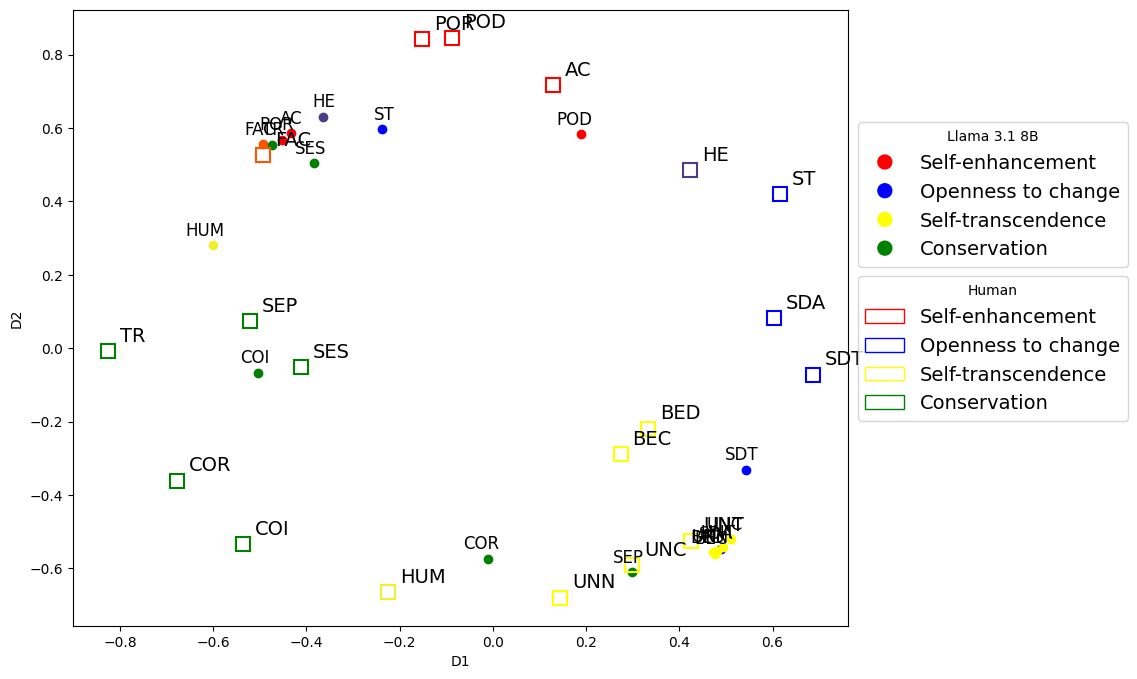 POR
POD
AC
HE
ST
POD
AC
POR
FAC
TR
FAC
SES
HE
ST
HUM
SEP
SDA
TR
SES
COI
SDT
BED
BEC
SDT
COR
COI
COR
UNC
SEP
HUM
UNN
0.8
0.6
0.4
0.2
0.0
−0.2
−0.4
−0.6
D2
−0.8
−0.6
−0.4
−0.2
0.0
0.2
0.4
0.6
D1
Llama 3.1 8B
Self-enhancement
Openness to change
Self-transcendence
Conservation
Human
Self-enhancement
Openness to change
Self-transcendence
Conservation